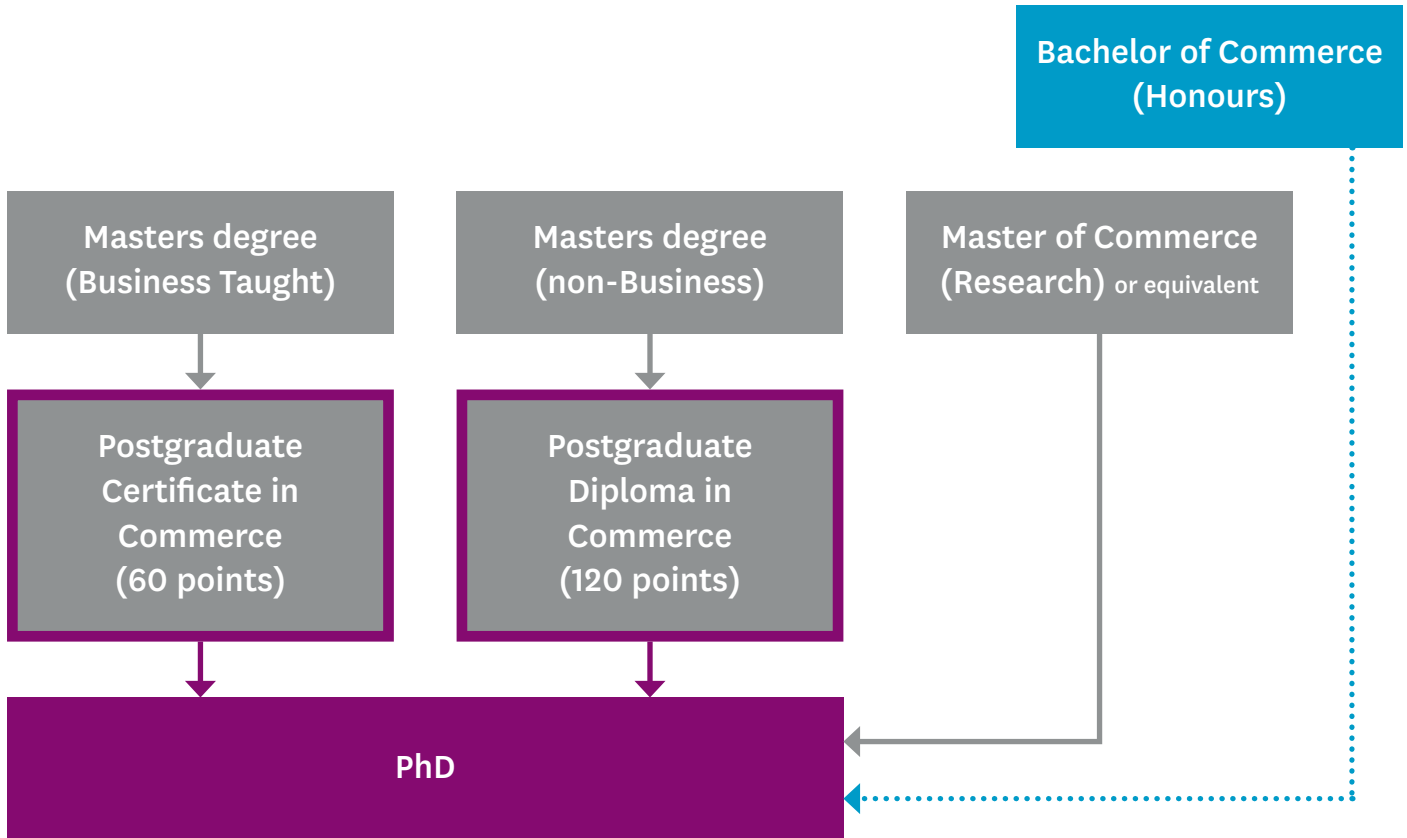 Bachelor of Commerce
(Honours)
Masters degree
(Business Taught)
Masters degree
(non-Business)
Master of Commerce
(Research) or equivalent
Postgraduate
Certificate in
Commerce
(60 points)
Postgraduate
Diploma in
Commerce
(120 points)
PhD